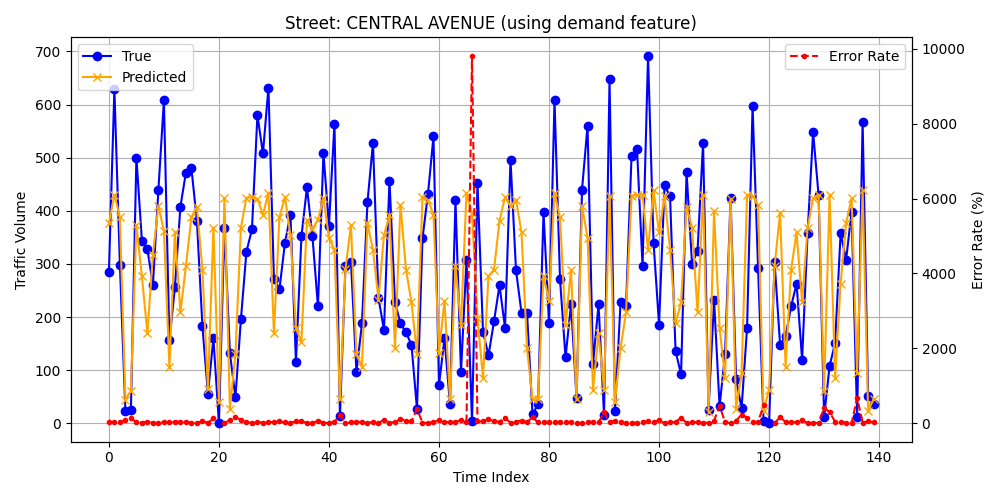 Street: CENTRAL AVENUE (using demand feature)
True
Predicted
Error Rate
700
600
500
400
300
200
100
0
Traffic Volume
10000
8000
6000
4000
2000
0
Error Rate (%)
0 20 40 60 80 100 120 140
Time Index